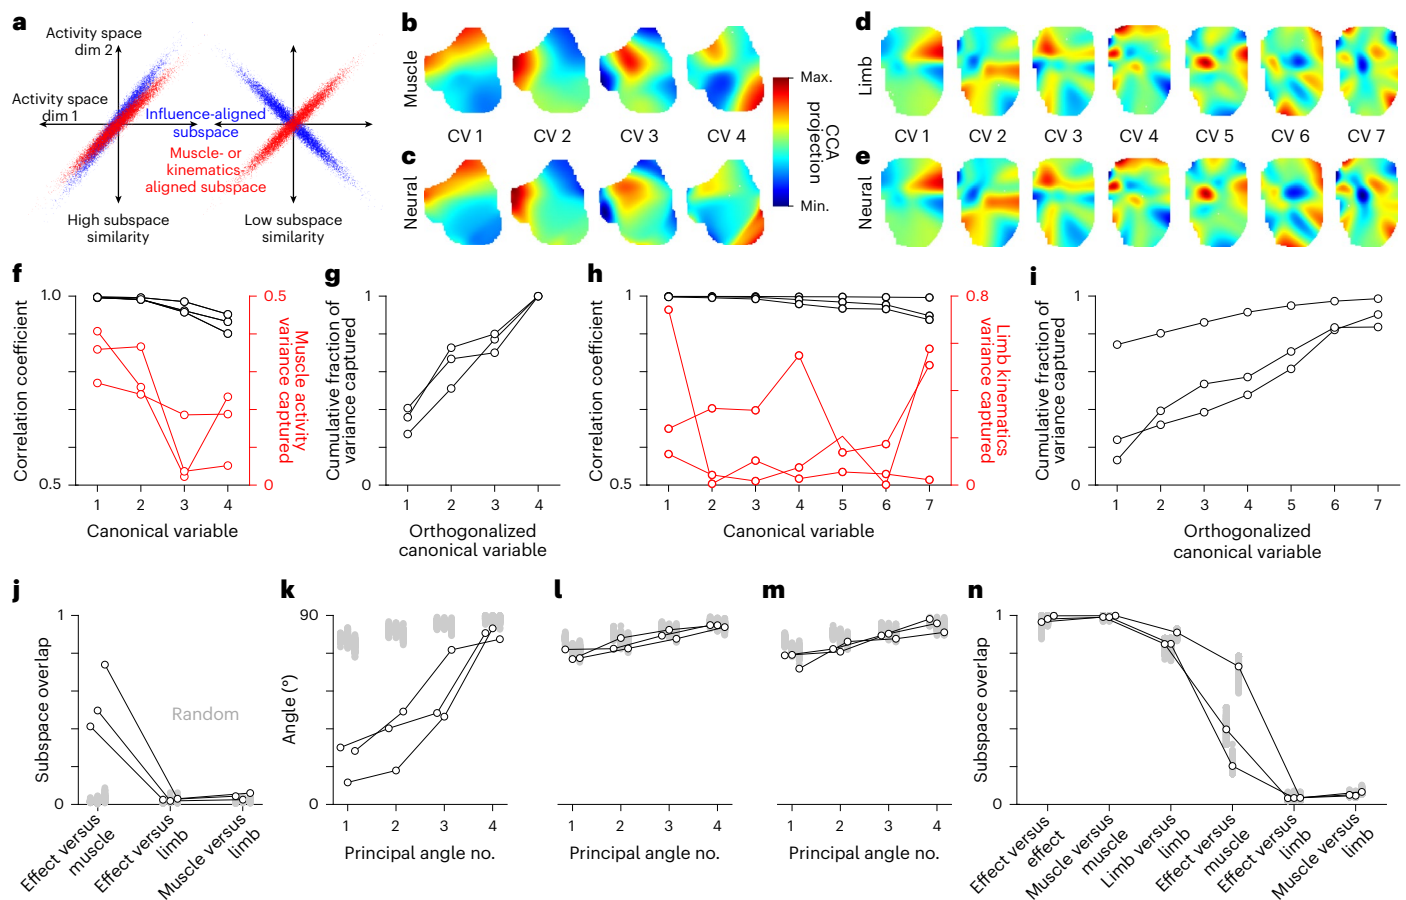 a
Activity space
dim 2
Activity space
dim 1
Influence-aligned
subspace
Muscle- or
kinematics-
aligned subspace
High subspace
similarity
Low subspace
similarity
b
Muscle
CV 1
CV 2
CV 3
CV 4
c
Neural
Max.
CCA
projection
Min.
d
Limb
CV 1
CV 2
CV 3
CV 4
CV 5
CV 6
CV 7
e
Neural
f
Correlation coefficient
1.0
0.5
0.5
0
Muscle activity
variance captured
1 2 3 4
Canonical variable
g
Cumulative fraction of
variance captured
1
0
1 2 3 4
Orthogonalized
canonical variable
h
Correlation coefficient
1
0.5
0.8
0
Limb kinematics
variance captured
1 2 3 4 5 6 7
Canonical variable
i
Cumulative fraction of
variance captured
1
0
1 2 3 4 5 6 7
Orthogonalized
canonical variable
j
Subspace overlap
1
0
Random
Effect versus
muscle
Effect versus
limb
Muscle versus
limb
k
Angle (°)
90
0
1 2 3 4
Principal angle no.
l
1 2 3 4
Principal angle no.
m
1 2 3 4
Principal angle no.
n
Subspace overlap
1
0
Effect versus
effect
Muscle versus
muscle
Limb versus
limb
Effect versus
muscle
Effect versus
limb
Muscle versus
limb